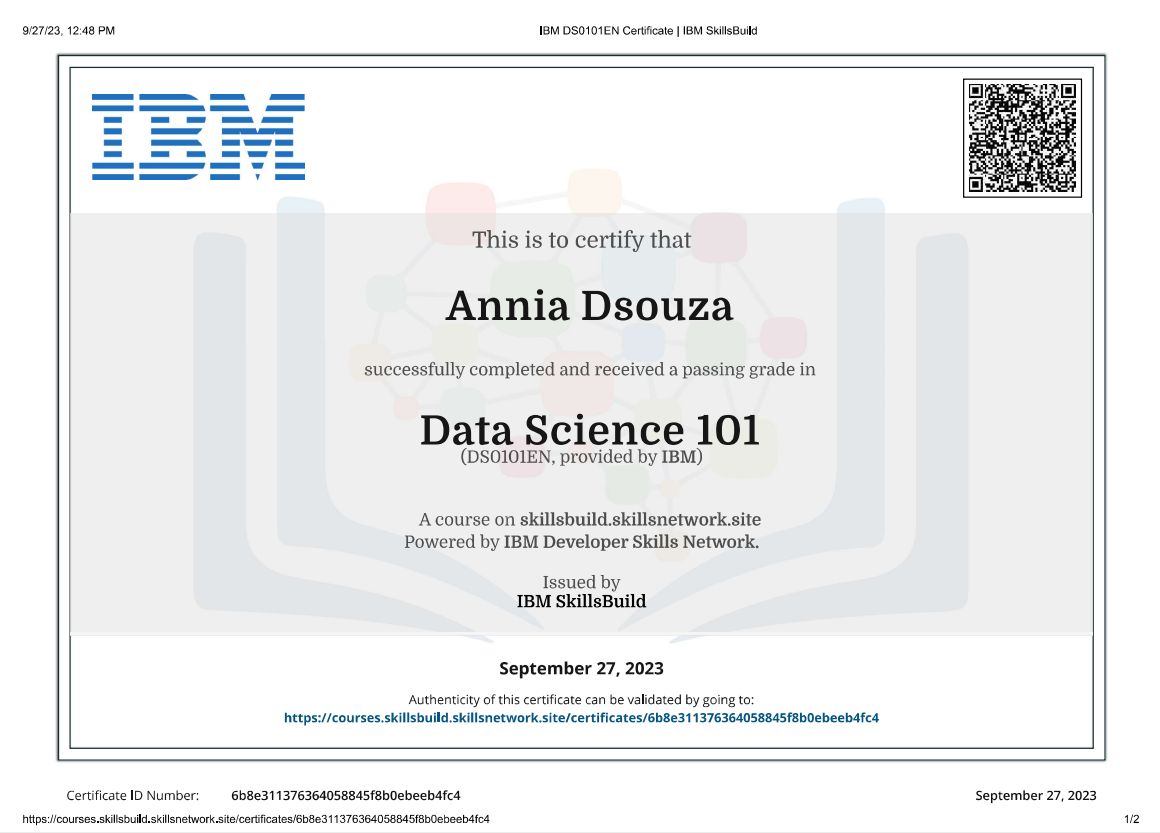 9/27/23, 12:48 PM
IBM DS0101EN Certificate | IBM SkillsBuild
IBM
This is to certify that
Annia Dsouza
successfully completed and received a passing grade in
Data Science 101
(DS0101EN, provided by IBM)
A course on skillsbuild.skillsnetwork.site
Powered by IBM Developer Skills Network.
Issued by
IBM SkillsBuild
September 27, 2023
Authenticity of this certificate can be validated by going to:
https://courses.skillsbuild.skillsnetwork.site/certificates/6b8e311376364058845f8b0ebeeb4fc4
Certificate ID Number: 6b8e311376364058845f8b0ebeeb4fc4
September 27, 2023
https://courses.skillsbuild.skillsnetwork.site/certificates/6b8e311376364058845f8b0ebeeb4fc4
1/2